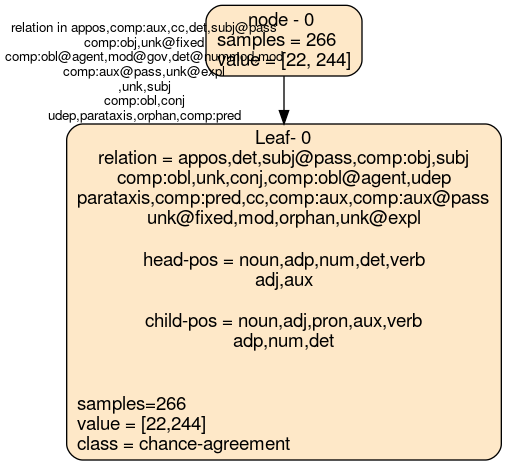 node - 0
samples = 266
value = [22, 244]
relation in appos,comp:aux,cc,det,subj@pass
comp:obj,unk@fixed
comp:obl@agent,mod@gov,det@nummod,mod
comp:aux@pass,unk@expl
,unk,subj
comp:obl,conj
udep,parataxis,orphan,comp:pred
Leaf- 0
relation = appos,det,subj@pass,comp:obj,subj
comp:obl,unk,conj,comp:obl@agent,udep
parataxis,comp:pred,cc,comp:aux,comp:aux@pass
unk@fixed,mod,orphan,unk@expl
head-pos = noun,adp,num,det,verb
adj,aux
child-pos = noun,adj,pron,aux,verb
adp,num,det
samples=266
value = [22,244]
class = chance-agreement